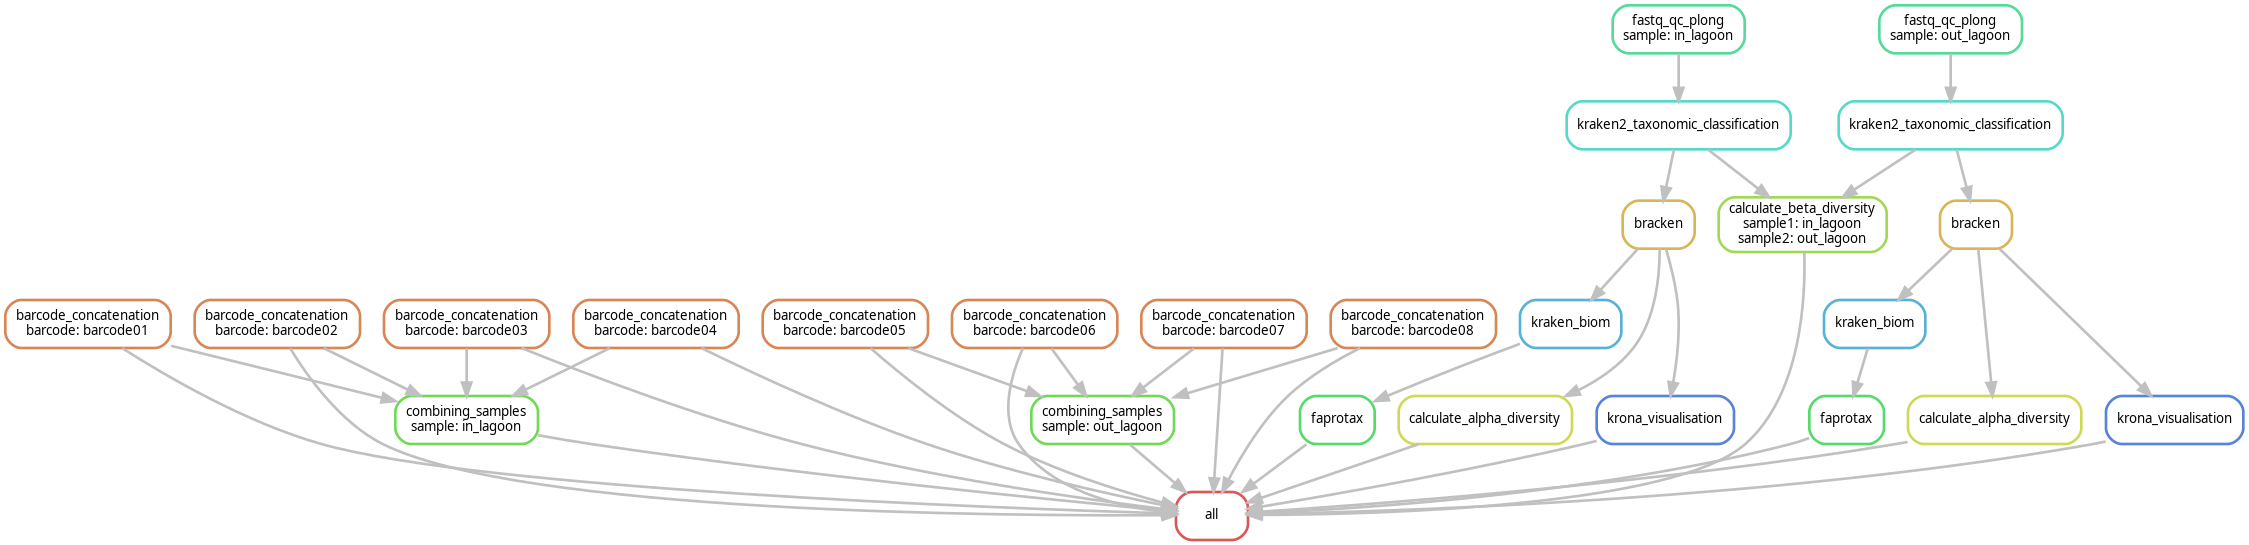 fastq_qc_plong
sample: in_lagoon
fastq_qc_plong
sample: out_lagoon
kraken2_taxonomic_classification
kraken2_taxonomic_classification
bracken
calculate_beta_diversity
sample1: in_lagoon
sample2: out_lagoon
bracken
barcode_concatenation
barcode: barcode01
barcode_concatenation
barcode: barcode02
barcode_concatenation
barcode: barcode03
barcode_concatenation
barcode: barcode04
barcode_concatenation
barcode: barcode05
barcode_concatenation
barcode: barcode06
barcode_concatenation
barcode: barcode07
barcode_concatenation
barcode: barcode08
kraken_biom
kraken_biom
combining_samples
sample: in_lagoon
combining_samples
sample: out_lagoon
faprotax
calculate_alpha_diversity
krona_visualisation
faprotax
calculate_alpha_diversity
krona_visualisation
all